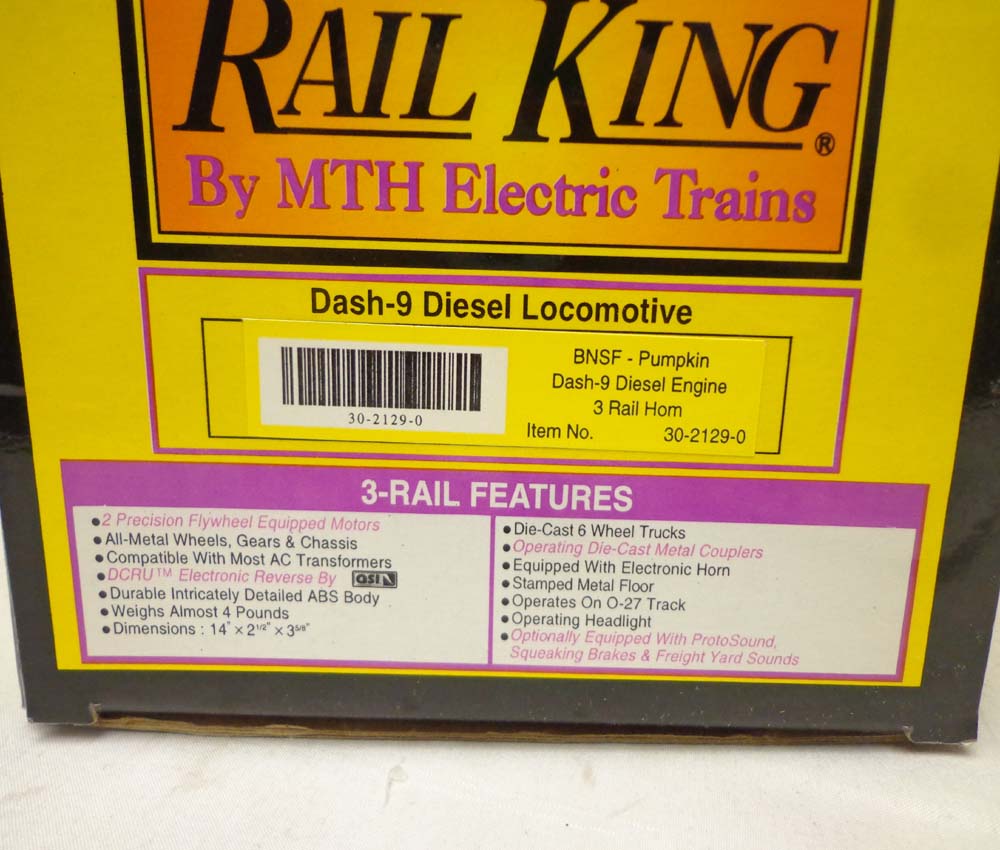 RAIL KING®
By MTH Electric Trains
Dash-9 Diesel Locomotive
30-2129-0
BNSF - Pumpkin
Dash-9 Diesel Engine
3 Rail Horn
Item No. 30-2129-0
3-RAIL FEATURES
•2 Precision Flywheel Equipped Motors
•All-Metal Wheels, Gears & Chassis
•Compatible With Most AC Transformers
•DCRU™ Electronic Reverse By QSI
•Durable Intricately Detailed ABS Body
•Weighs Almost 4 Pounds
•Dimensions : 14" × 2 1/2" × 3 5/8"
•Die-Cast 6 Wheel Trucks
•Operating Die-Cast Metal Couplers
•Equipped With Electronic Horn
•Stamped Metal Floor
•Operates On O-27 Track
•Operating Headlight
•Optionally Equipped With ProtoSound,
Squeaking Brakes & Freight Yard Sounds